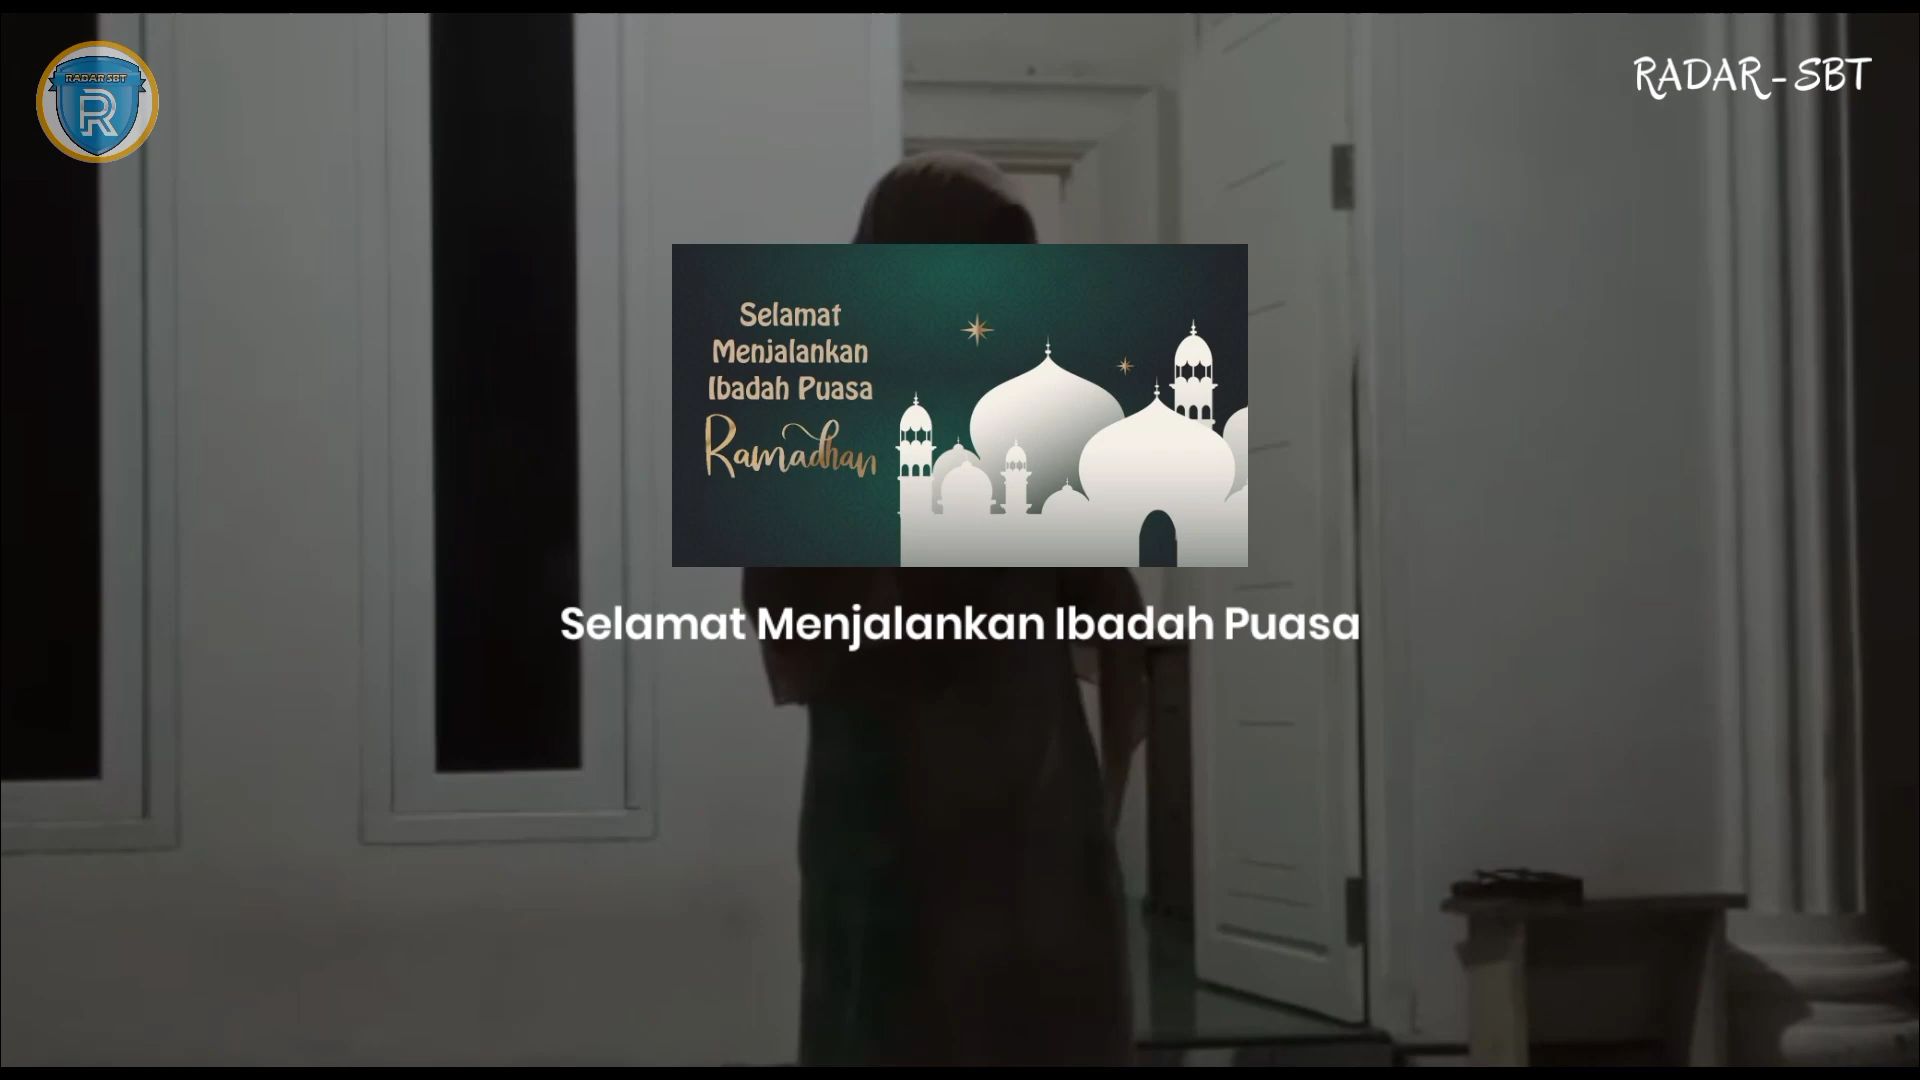 RADAR SBT
R
RADAR - SBT
Selamat
Menjalankan
Ibadah Puasa
Ramadhan
Selamat Menjalankan Ibadah Puasa